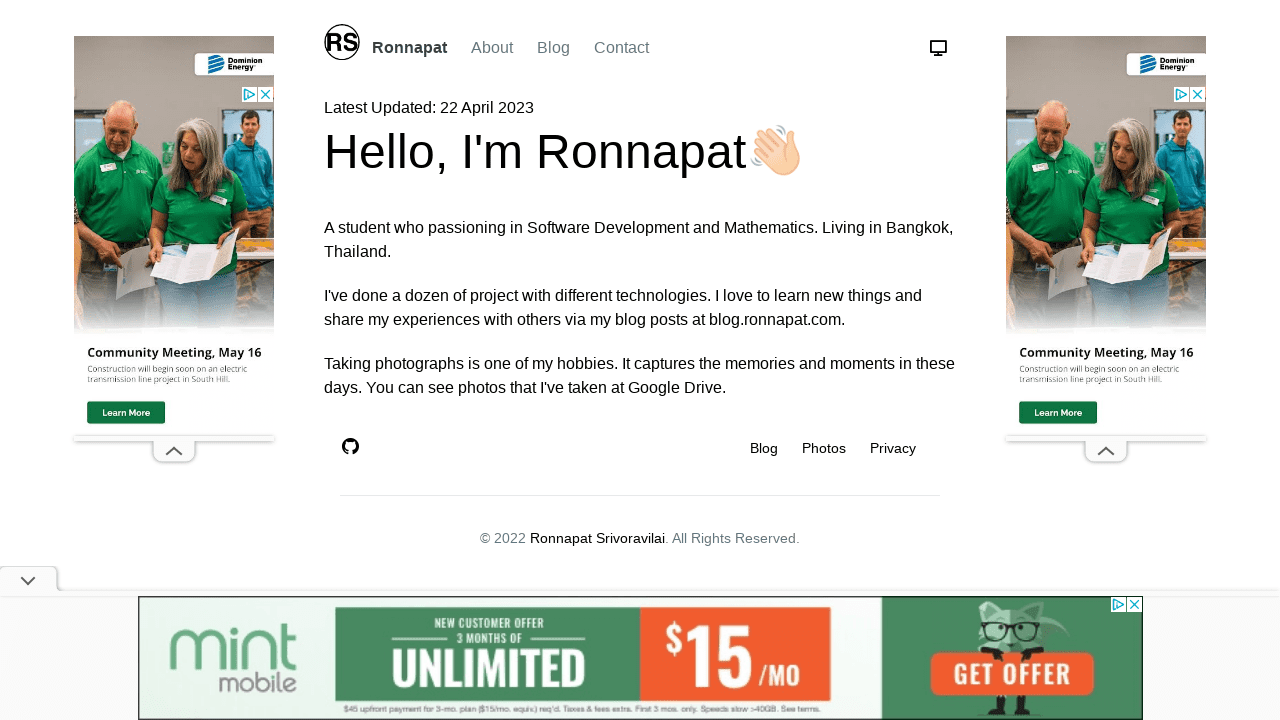 RS
Ronnapat
About
Blog
Contact
Latest Updated: 22 April 2023
Hello, I'm Ronnapat👋🏻
A student who passioning in Software Development and Mathematics. Living in Bangkok,
Thailand.
I've done a dozen of project with different technologies. I love to learn new things and
share my experiences with others via my blog posts at blog.ronnapat.com.
Taking photographs is one of my hobbies. It captures the memories and moments in these
days. You can see photos that I've taken at Google Drive.
Blog
Photos
Privacy
© 2022 Ronnapat Srivoravilai. All Rights Reserved.
Dominion
Energy
Community Meeting, May 16
Construction will begin soon on an electric
transmission line project in South Hill.
Learn More
Dominion
Energy
Community Meeting, May 16
Construction will begin soon on an electric
transmission line project in South Hill.
Learn More
mint
mobile
NEW CUSTOMER OFFER
3 MONTHS OF
UNLIMITED
$15/MO
GET OFFER
$45 upfront payment for 3-mo. plan ($15/mo. equiv.) req'd. Taxes & fees extra. First 3 mos. only. Speeds slow >40GB. See terms.